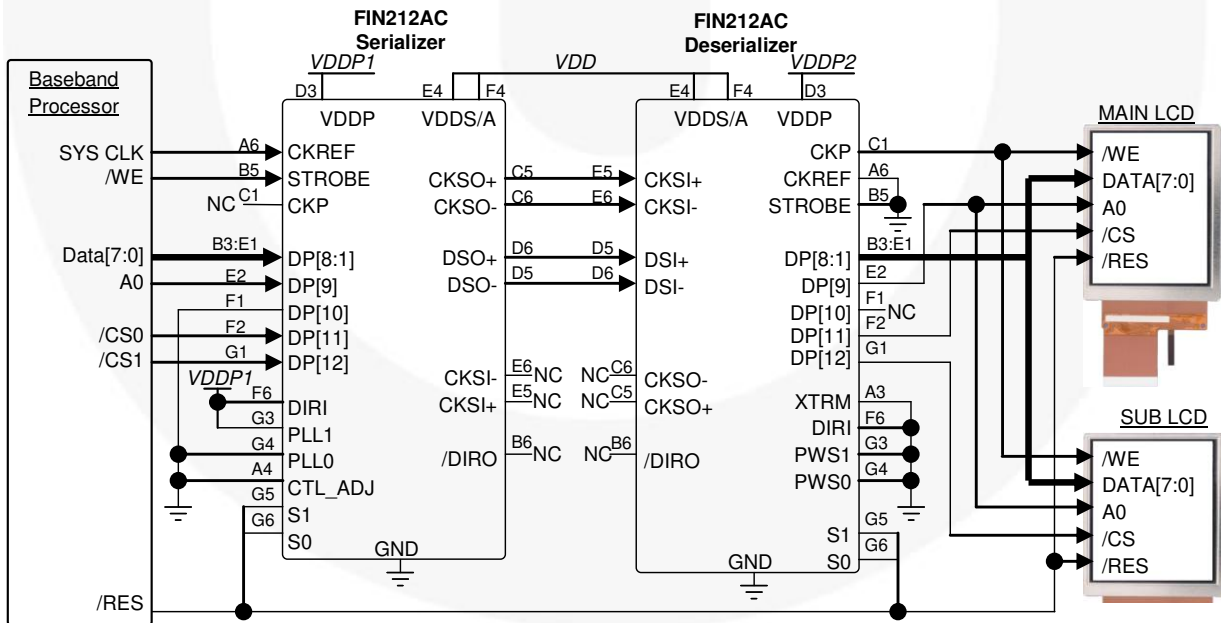 FIN212AC
Serializer
FIN212AC
Deserializer
VDDP1
VDD
VDDP2
D3
E4
F4
E4
F4
D3
Baseband
Processor
SYS CLK
/WE
NC
Data[7:0]
A0
/CS0
/CS1
VDDP1
/RES
A6
B5
C1
B3:E1
E2
F1
F2
G1
F6
G3
G4
A4
G5
G6
VDDP
VDDS/A
CKREF
STROBE
CKP
DP[8:1]
DP[9]
DP[10]
DP[11]
DP[12]
DIRI
PLL1
PLL0
CTL_ADJ
S1
S0
GND
CKSO+
CKSO-
DSO+
DSO-
CKSI-
CKSI+
/DIRO
C5
C6
D6
D5
E6 NC
E5 NC
B6 NC
E5
E6
D5
D6
NC C6
NC C5
NC B6
VDDS/A
VDDP
CKSI+
CKSI-
DSI+
DSI-
CKSO-
CKSO+
/DIRO
GND
CKP
CKREF
STROBE
DP[8:1]
DP[9]
DP[10]
DP[11]
DP[12]
XTRM
DIRI
PWS1
PWS0
S1
S0
C1
A6
B5
B3:E1
E2
F1
NC
F2
G1
A3
F6
G3
G4
G5
G6
MAIN LCD
/WE
DATA[7:0]
A0
/CS
/RES
SUB LCD
/WE
DATA[7:0]
A0
/CS
/RES